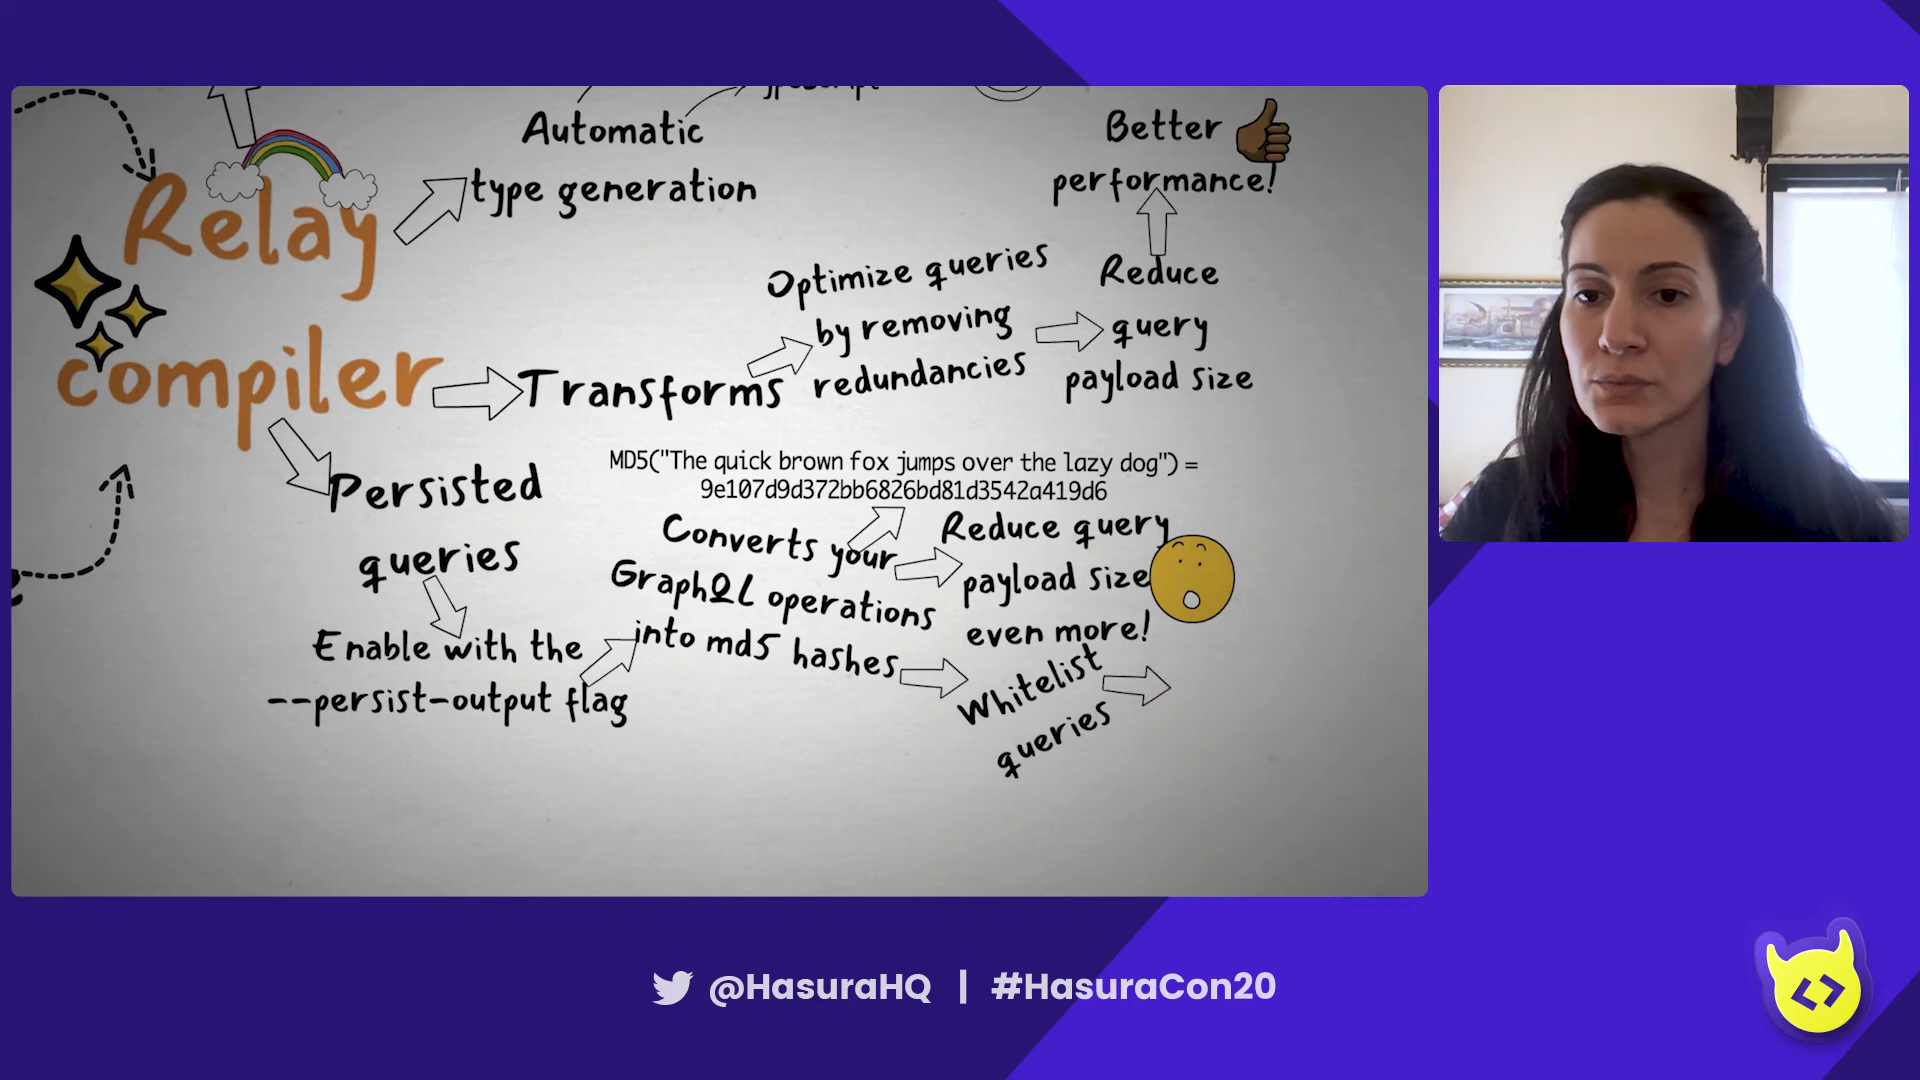 Automatic
type generation
Relay
compiler
Better
performance!
Optimize queries
by removing
redundancies
Reduce
query
payload size
Transforms
Persisted
queries
MD5("The quick brown fox jumps over the lazy dog") =
9e107d9d372bb6826bd81d3542a419d6
Converts your
GraphQL operations
into md5 hashes
Reduce query
payload size
even more!
Enable with the
--persist-output flag
Whitelist
queries
@HasuraHQ | #HasuraCon20